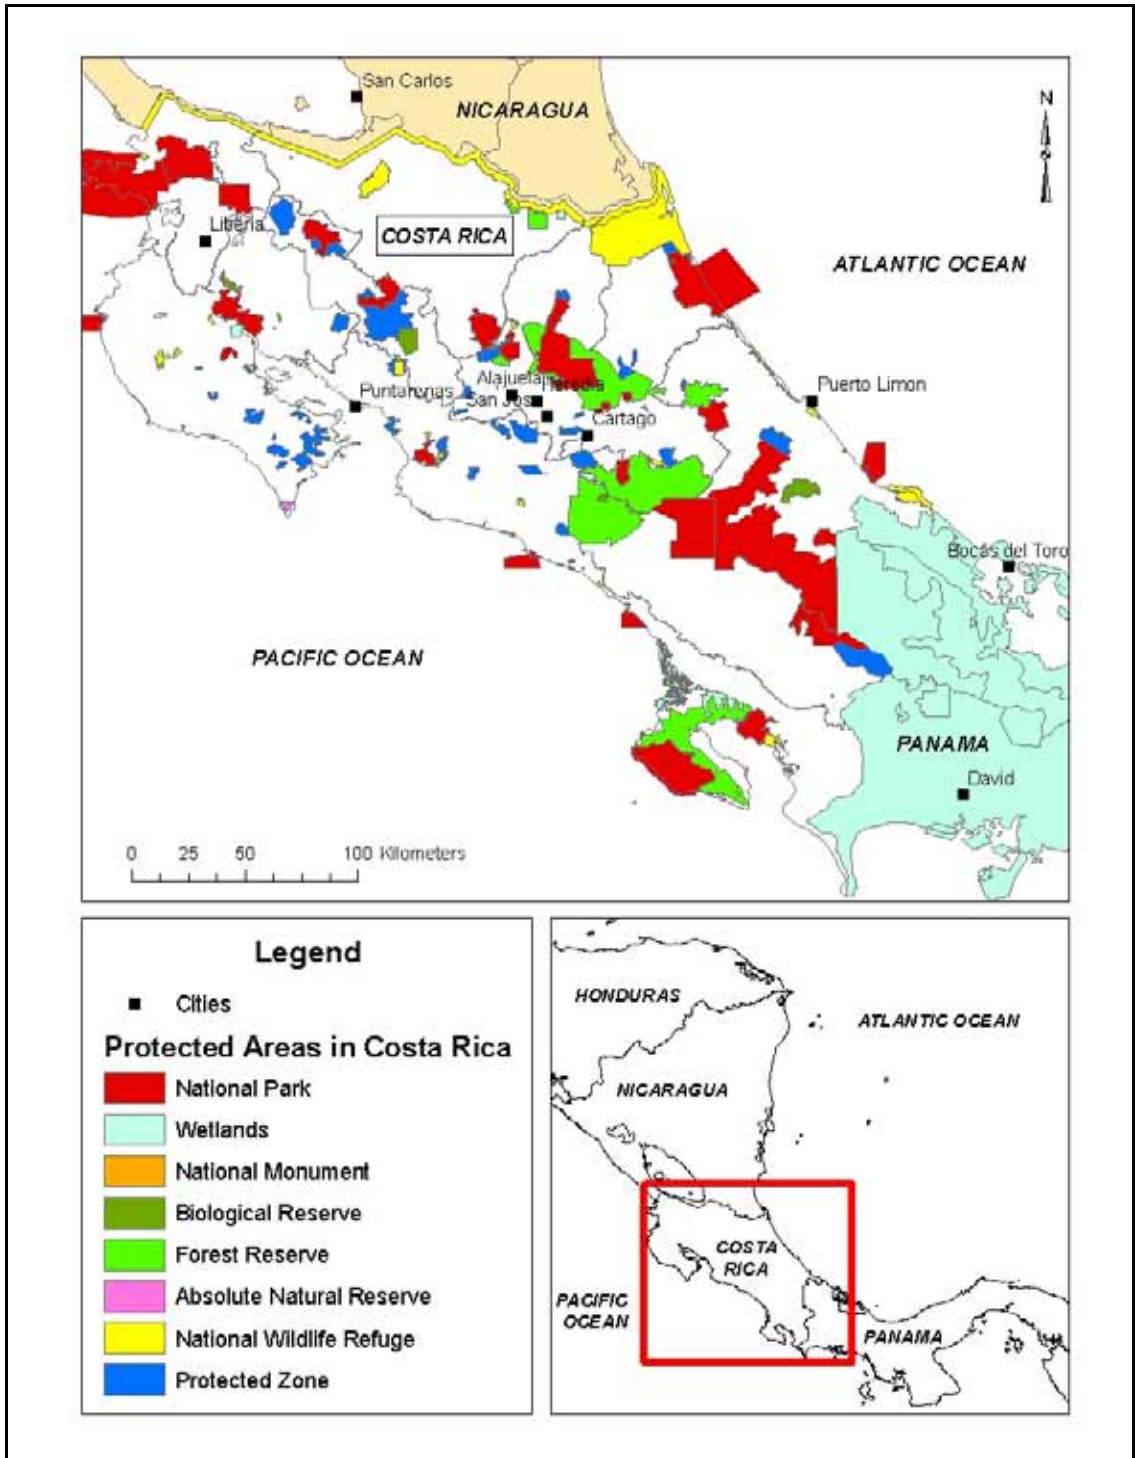 San Carlos
NICARAGUA
N
Liberia
COSTA RICA
ATLANTIC OCEAN
Puntarenas
Alajuela
Heredia
San Jos
Puerto Limon
Cartago
Bocas del Toro
PACIFIC OCEAN
PANAMA
David
0 25 50 100 Kilometers
Legend
Cities
Protected Areas in Costa Rica
National Park
Wetlands
National Monument
Biological Reserve
Forest Reserve
Absolute Natural Reserve
National Wildlife Refuge
Protected Zone
HONDURAS
ATLANTIC OCEAN
NICARAGUA
COSTA
RICA
PACIFIC
OCEAN
PANAMA